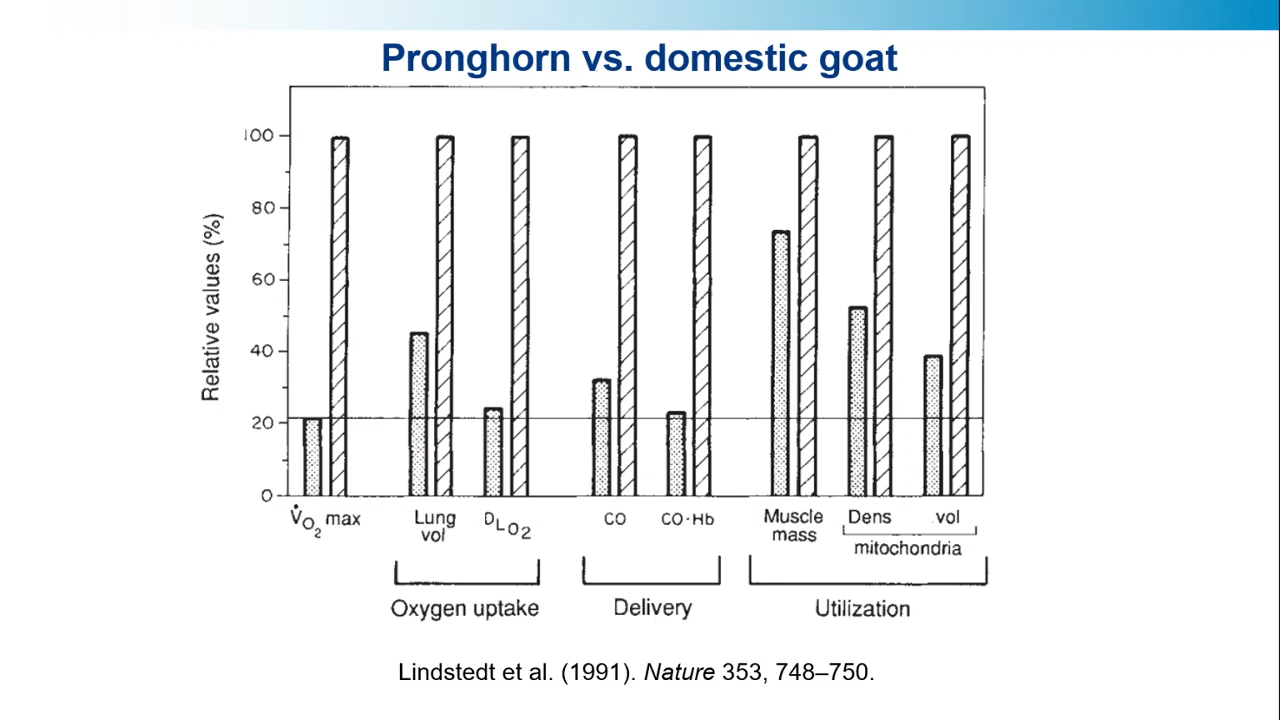 Pronghorn vs. domestic goat
Relative values (%)
100
80
60
40
20
0
V̇O2 max
Lung vol
DLO2
CO
CO·Hb
Muscle mass
Dens
vol
mitochondria
Oxygen uptake
Delivery
Utilization
Lindstedt et al. (1991). Nature 353, 748–750.